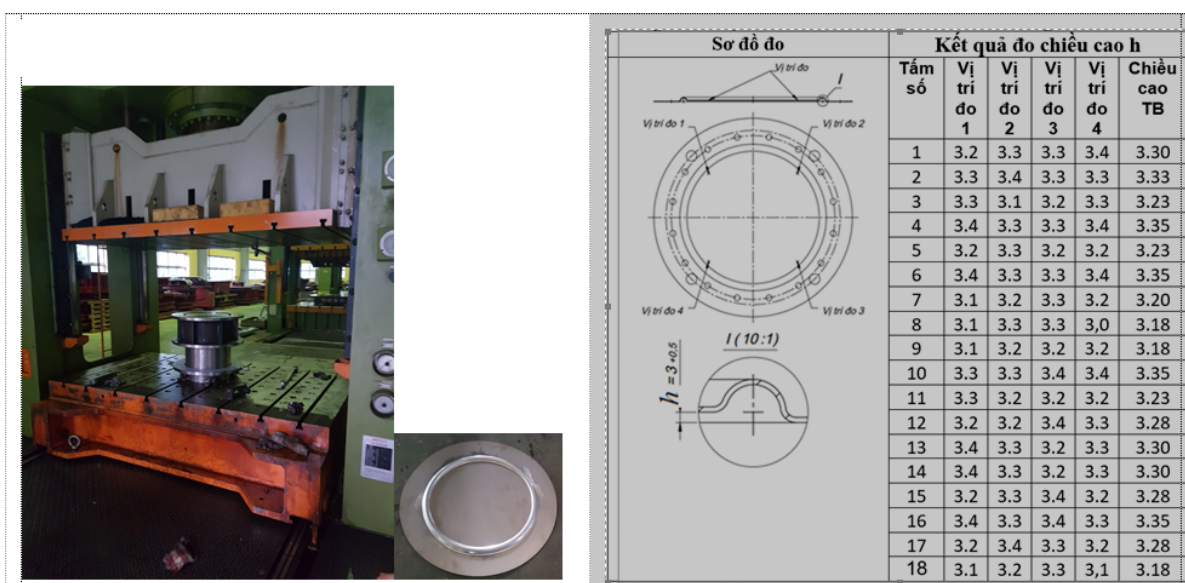 Sơ đồ đo
Kết quả đo chiều cao h
Tấm số | Vị trí đo 1 | Vị trí đo 2 | Vị trí đo 3 | Vị trí đo 4 | Chiều cao TB
1 3.2 3.3 3.3 3.4 3.30
2 3.3 3.4 3.3 3.3 3.33
3 3.3 3.1 3.2 3.3 3.23
4 3.4 3.3 3.3 3.4 3.35
5 3.2 3.3 3.2 3.2 3.23
6 3.4 3.3 3.3 3.4 3.35
7 3.1 3.2 3.3 3.2 3.20
8 3.1 3.3 3.3 3,0 3.18
9 3.1 3.2 3.2 3.2 3.18
10 3.3 3.3 3.4 3.4 3.35
11 3.3 3.2 3.2 3.2 3.23
12 3.2 3.2 3.4 3.3 3.28
13 3.4 3.3 3.2 3.3 3.30
14 3.4 3.3 3.2 3.3 3.30
15 3.2 3.3 3.4 3.2 3.28
16 3.4 3.3 3.4 3.3 3.35
17 3.2 3.4 3.3 3.2 3.28
18 3.1 3.2 3.3 3,1 3.18
Vị trí đo
I
Vị trí đo 1
Vị trí đo 2
Vị trí đo 4
Vị trí đo 3
I (10:1)
h = 3 +0,5